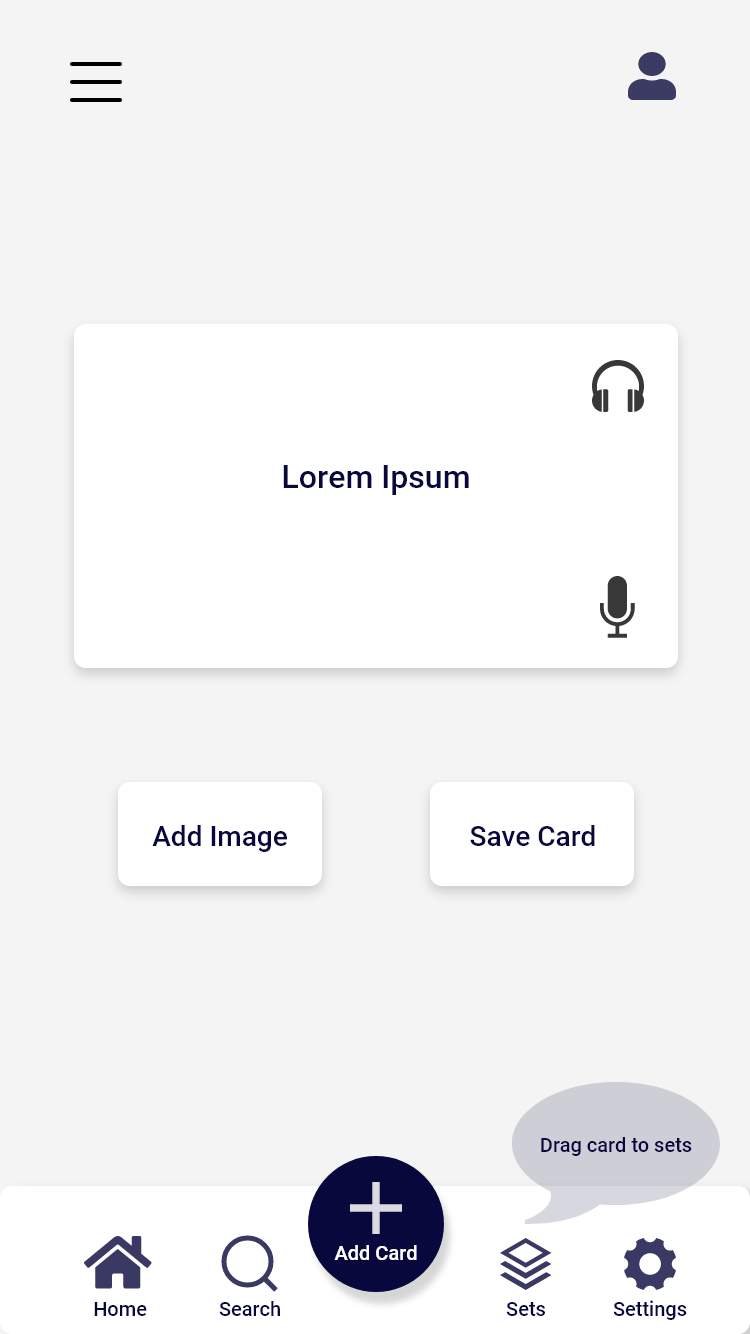 Lorem Ipsum
Add Image
Save Card
Drag card to sets
Add Card
Home
Search
Sets
Settings